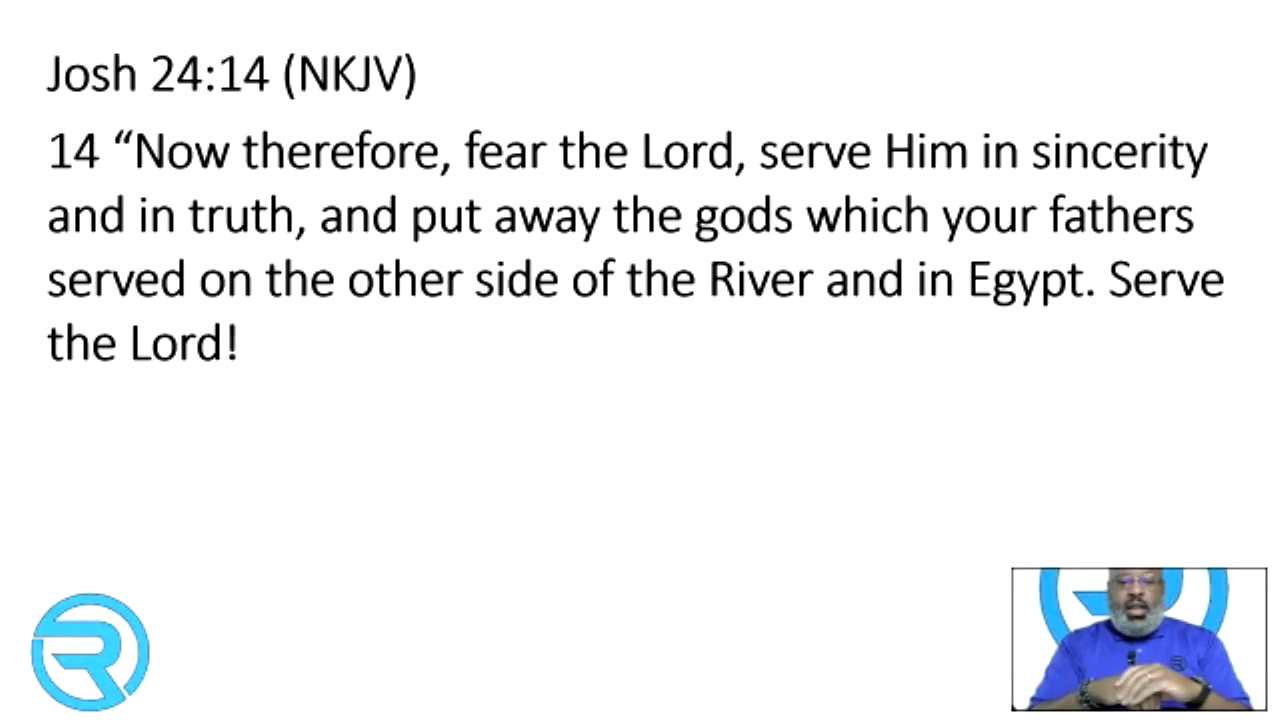 Josh 24:14 (NKJV)
14 “Now therefore, fear the Lord, serve Him in sincerity
and in truth, and put away the gods which your fathers
served on the other side of the River and in Egypt. Serve
the Lord!